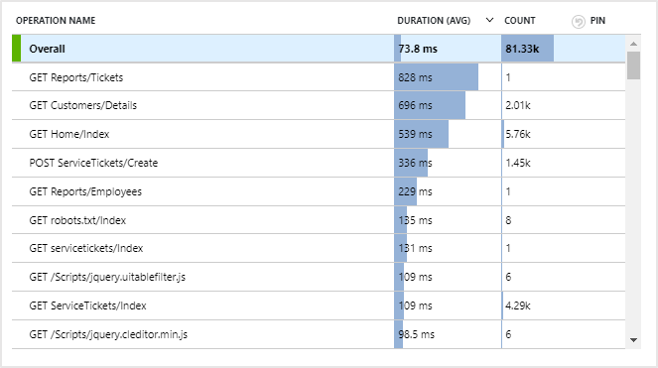 OPERATION NAME DURATION (AVG) COUNT PIN
Overall 73.8 ms 81.33k
GET Reports/Tickets 828 ms 1
GET Customers/Details 696 ms 2.01k
GET Home/Index 539 ms 5.76k
POST ServiceTickets/Create 336 ms 1.45k
GET Reports/Employees 229 ms 1
GET robots.txt/Index 135 ms 8
GET servicetickets/Index 131 ms 1
GET /Scripts/jquery.uitablefilter.js 109 ms 6
GET ServiceTickets/Index 109 ms 4.29k
GET /Scripts/jquery.cleditor.min.js 98.5 ms 6